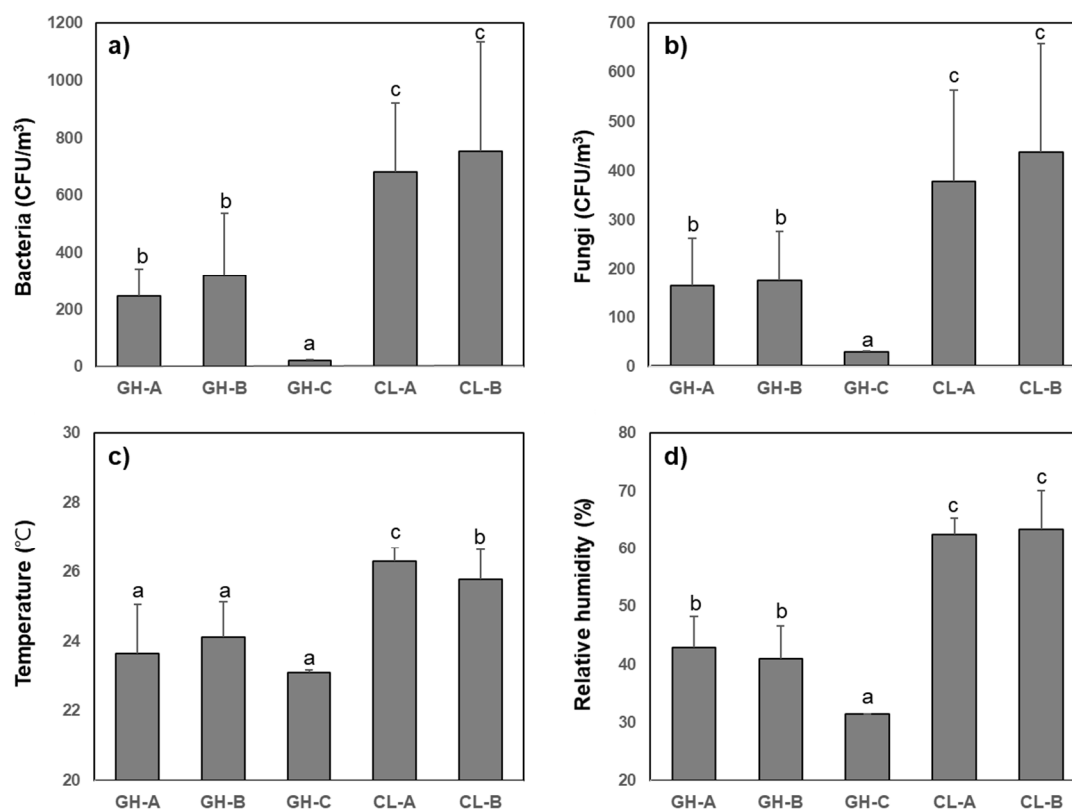 a)
Bacteria (CFU/m³)
1200
1000
800
600
400
200
0
b
b
a
c
c
GH-A GH-B GH-C CL-A CL-B
b)
Fungi (CFU/m³)
700
600
500
400
300
200
100
0
b
b
a
c
c
GH-A GH-B GH-C CL-A CL-B
c)
Temperature (℃)
30
28
26
24
22
20
a
a
a
c
b
GH-A GH-B GH-C CL-A CL-B
d)
Relative humidity (%)
80
70
60
50
40
30
20
b
b
a
c
c
GH-A GH-B GH-C CL-A CL-B